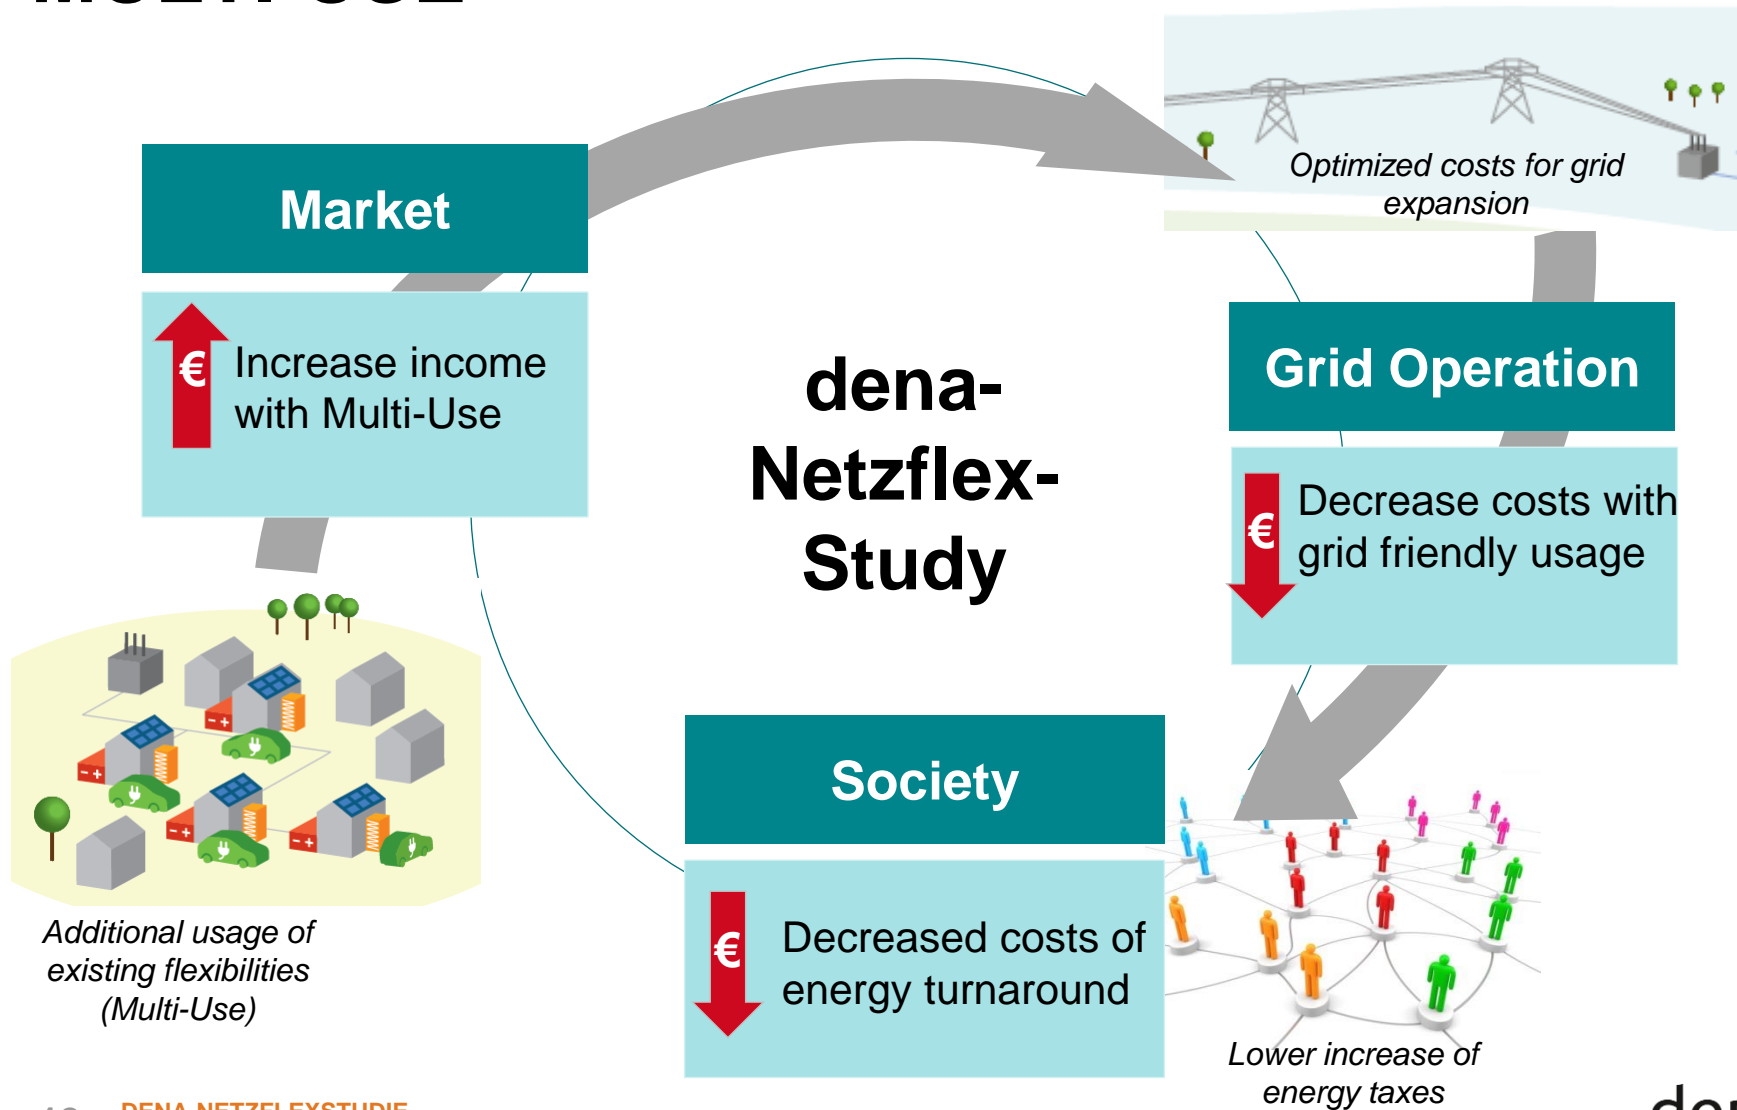 Optimized costs for grid
expansion
Market
€
Increase income
with Multi-Use
dena-
Netzflex-
Study
Grid Operation
€
Decrease costs with
grid friendly usage
Society
€
Decreased costs of
energy turnaround
Additional usage of
existing flexibilities
(Multi-Use)
Lower increase of
energy taxes
DENA-NETZFLEXSTUDIE